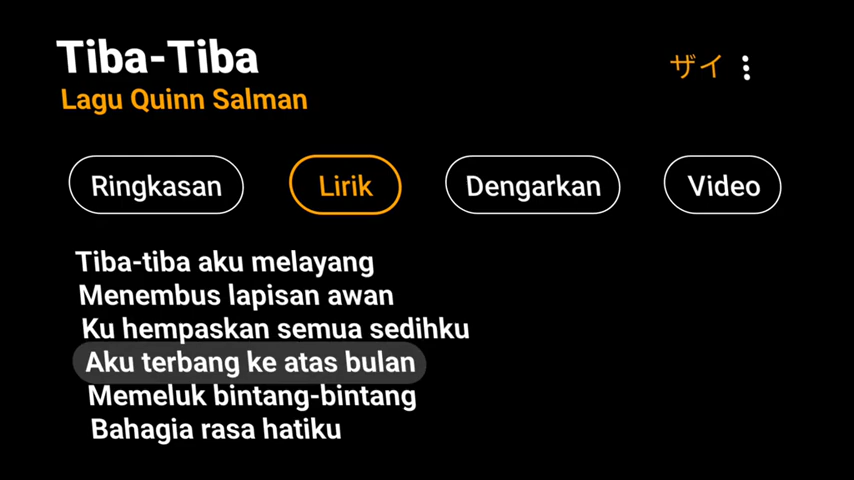 Tiba-Tiba
Lagu Quinn Salman
ザイ
Ringkasan
Lirik
Dengarkan
Video
Tiba-tiba aku melayang
Menembus lapisan awan
Ku hempaskan semua sedihku
Aku terbang ke atas bulan
Memeluk bintang-bintang
Bahagia rasa hatiku